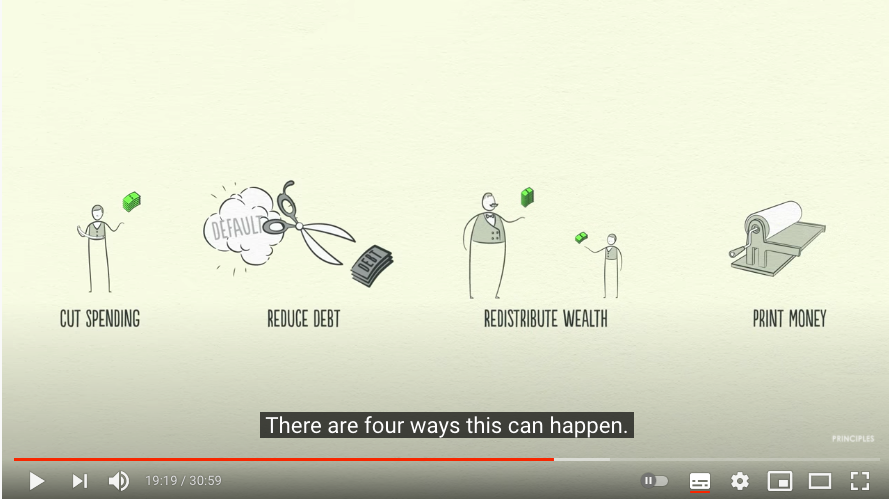 DEFAULT
DEBT
CUT SPENDING
REDUCE DEBT
REDISTRIBUTE WEALTH
PRINT MONEY
There are four ways this can happen.
PRINCIPLES
19:19 / 30:59